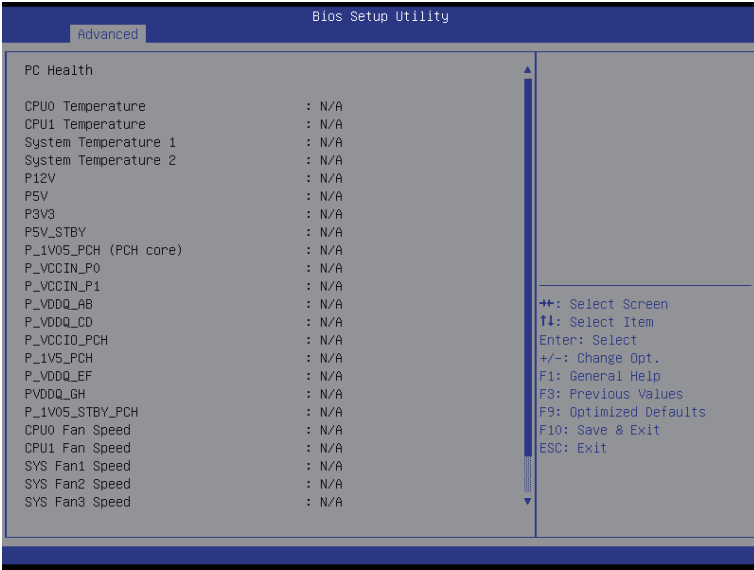 Bios Setup Utility
Advanced
PC Health
CPU0 Temperature : N/A
CPU1 Temperature : N/A
System Temperature 1 : N/A
System Temperature 2 : N/A
P12V : N/A
P5V : N/A
P3V3 : N/A
P5V_STBY : N/A
P_1V05_PCH (PCH core) : N/A
P_VCCIN_P0 : N/A
P_VCCIN_P1 : N/A
P_VDDQ_AB : N/A
P_VDDQ_CD : N/A
P_VCCIO_PCH : N/A
P_1V5_PCH : N/A
P_VDDQ_EF : N/A
PVDDQ_GH : N/A
P_1V05_STBY_PCH : N/A
CPU0 Fan Speed : N/A
CPU1 Fan Speed : N/A
SYS Fan1 Speed : N/A
SYS Fan2 Speed : N/A
SYS Fan3 Speed : N/A
→←: Select Screen
↑↓: Select Item
Enter: Select
+/-: Change Opt.
F1: General Help
F3: Previous Values
F9: Optimized Defaults
F10: Save & Exit
ESC: Exit